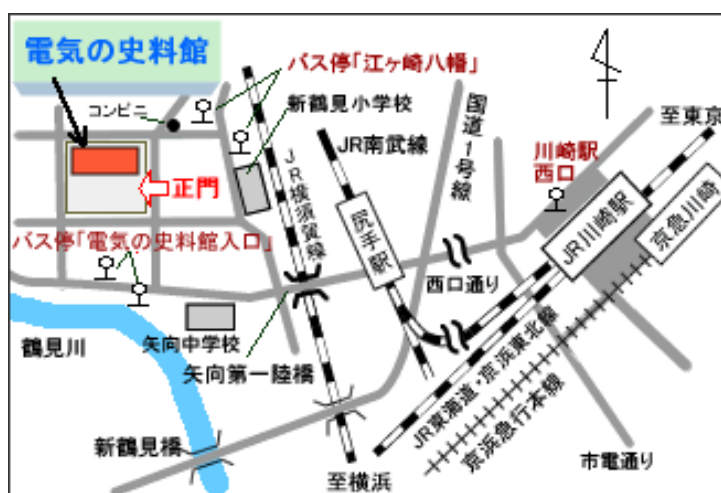 電気の史料館
バス停「江ヶ崎八幡」
コンビニ
新鶴見小学校
JR南武線
国道1号線
至東京
川崎駅
西口
正門
JR横須賀線
尻手駅
JR川崎駅
京急川崎
バス停「電気の史料館入口」
西口通り
鶴見川
矢向中学校
矢向第一陸橋
JR東海道・京浜東北線
京浜急行本線
新鶴見橋
至横浜
市電通り